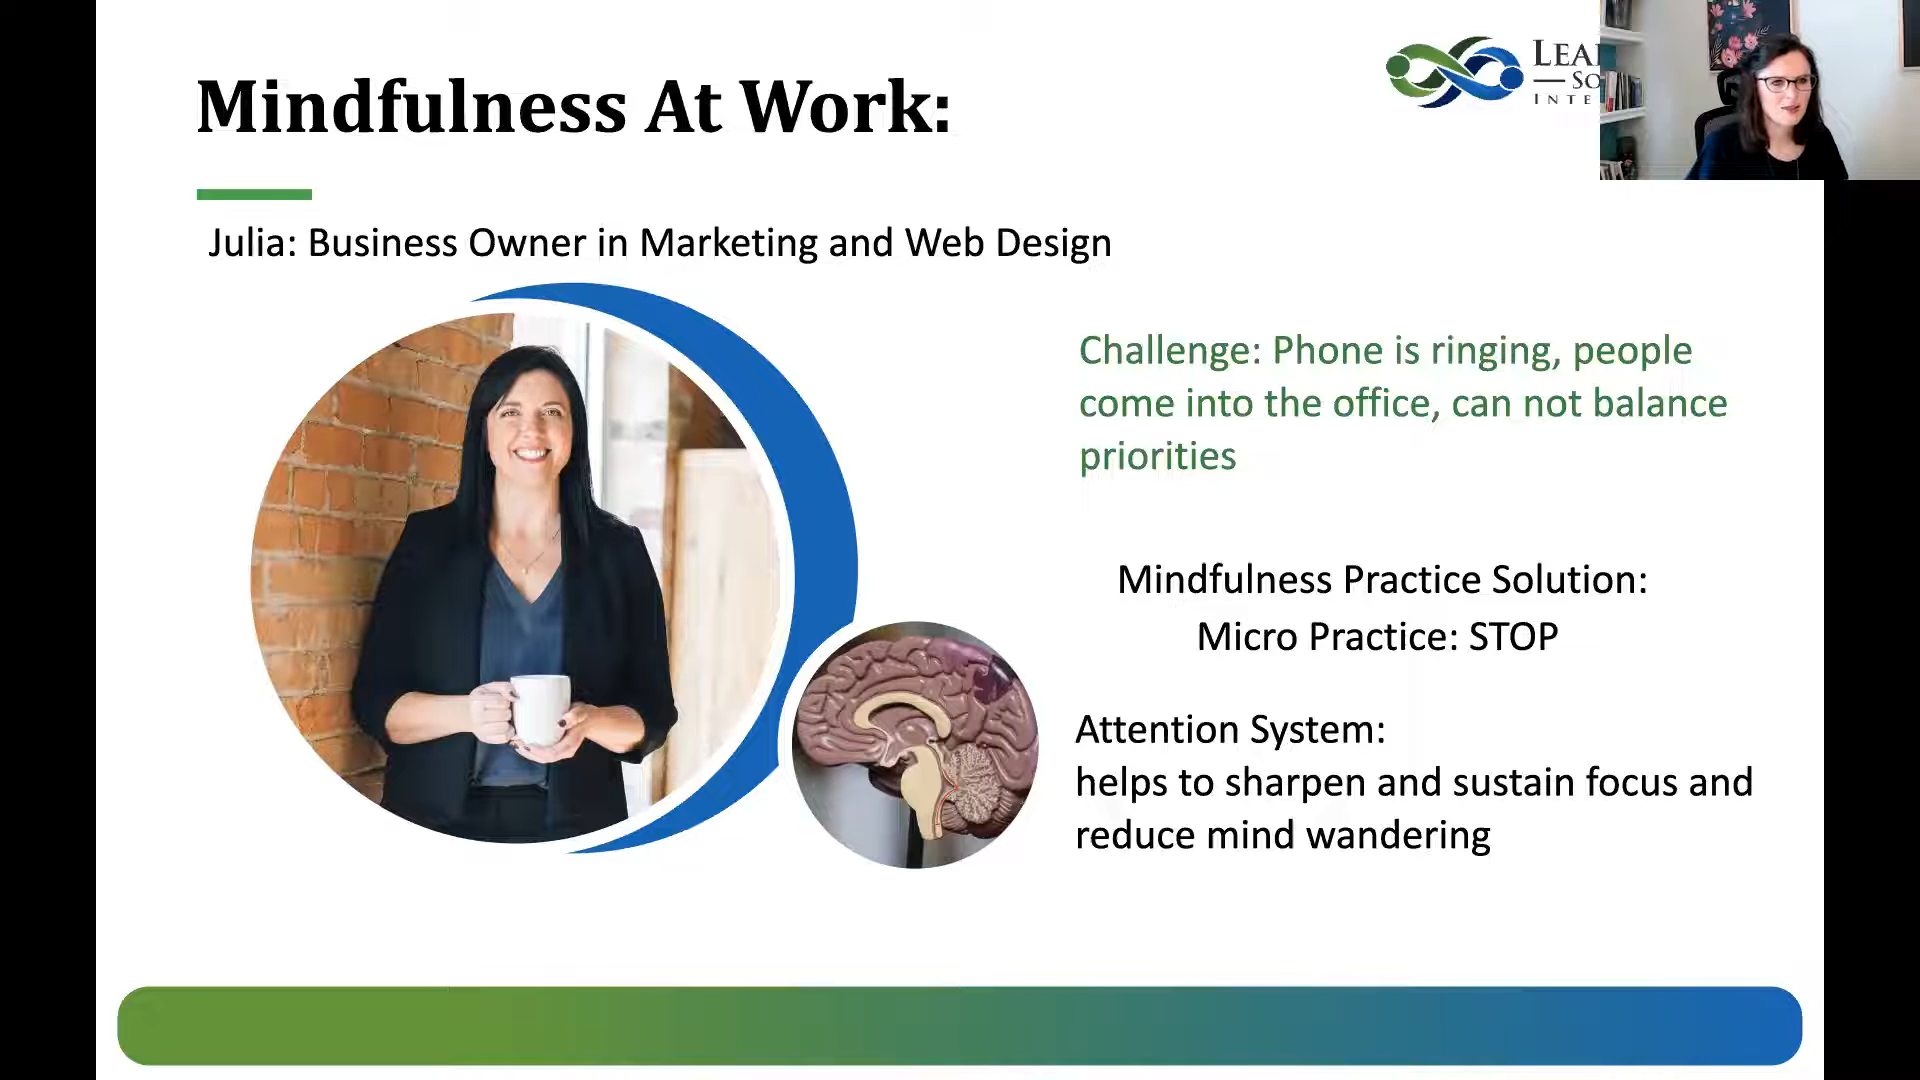 Mindfulness At Work:
Julia: Business Owner in Marketing and Web Design
Challenge: Phone is ringing, people
come into the office, can not balance
priorities
Mindfulness Practice Solution:
Micro Practice: STOP
Attention System:
helps to sharpen and sustain focus and
reduce mind wandering